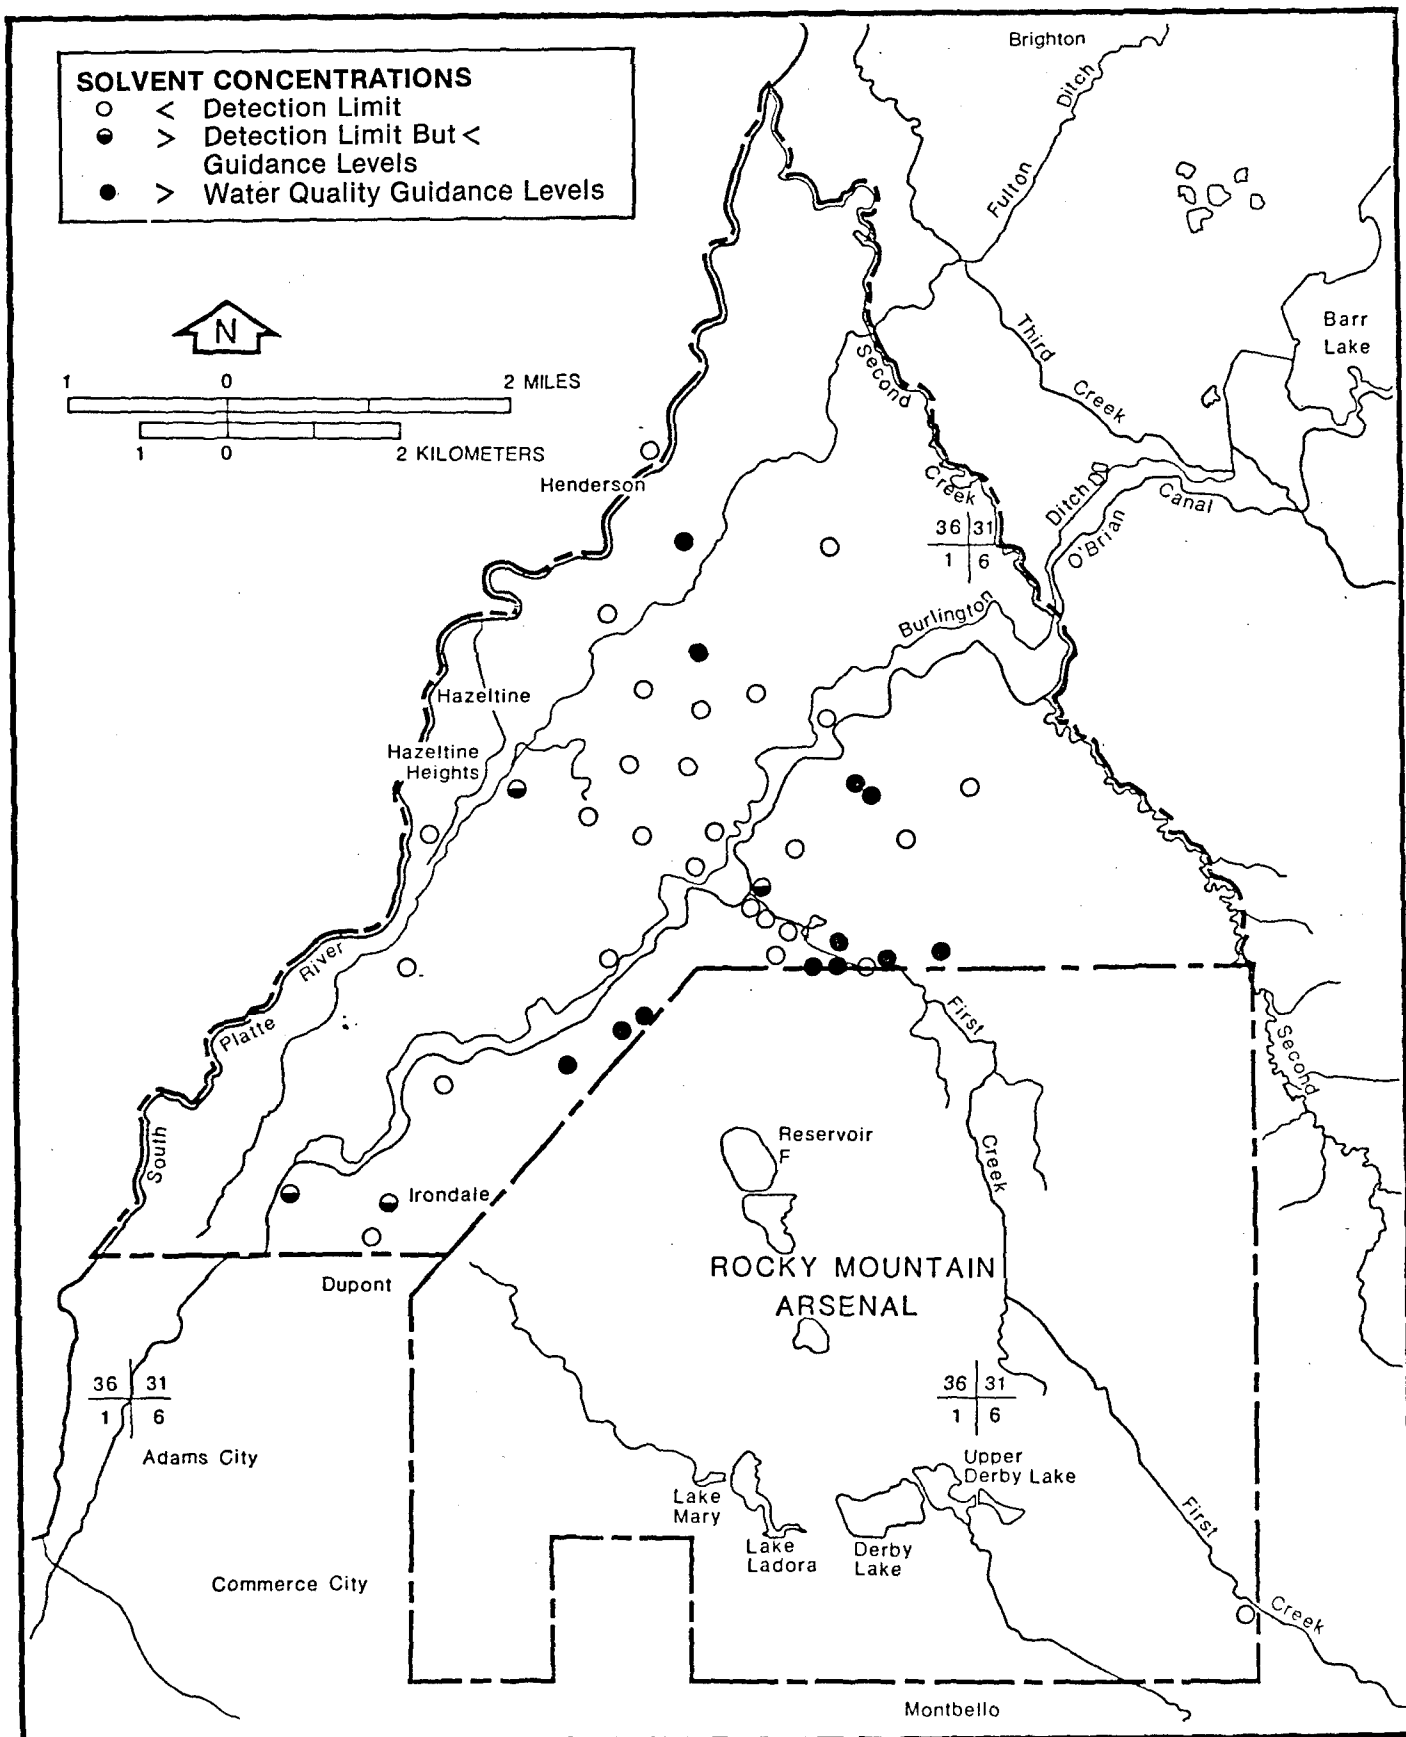 SOLVENT CONCENTRATIONS
< Detection Limit
> Detection Limit But <
Guidance Levels
> Water Quality Guidance Levels
Brighton
Fulton Ditch
N
1 0 2 MILES
1 0 2 KILOMETERS
Barr
Lake
Third Creek
Second Creek
Henderson
36 31
1 6
Burlington Ditch
O'Brian Canal
Hazeltine
Hazeltine
Heights
South Platte River
First Creek
Second
Reservoir
F
Irondale
ROCKY MOUNTAIN
ARSENAL
Dupont
36 31
1 6
36 31
1 6
Adams City
Upper
Derby Lake
Lake
Mary
Lake
Ladora
Derby
Lake
First Creek
Commerce City
Montbello